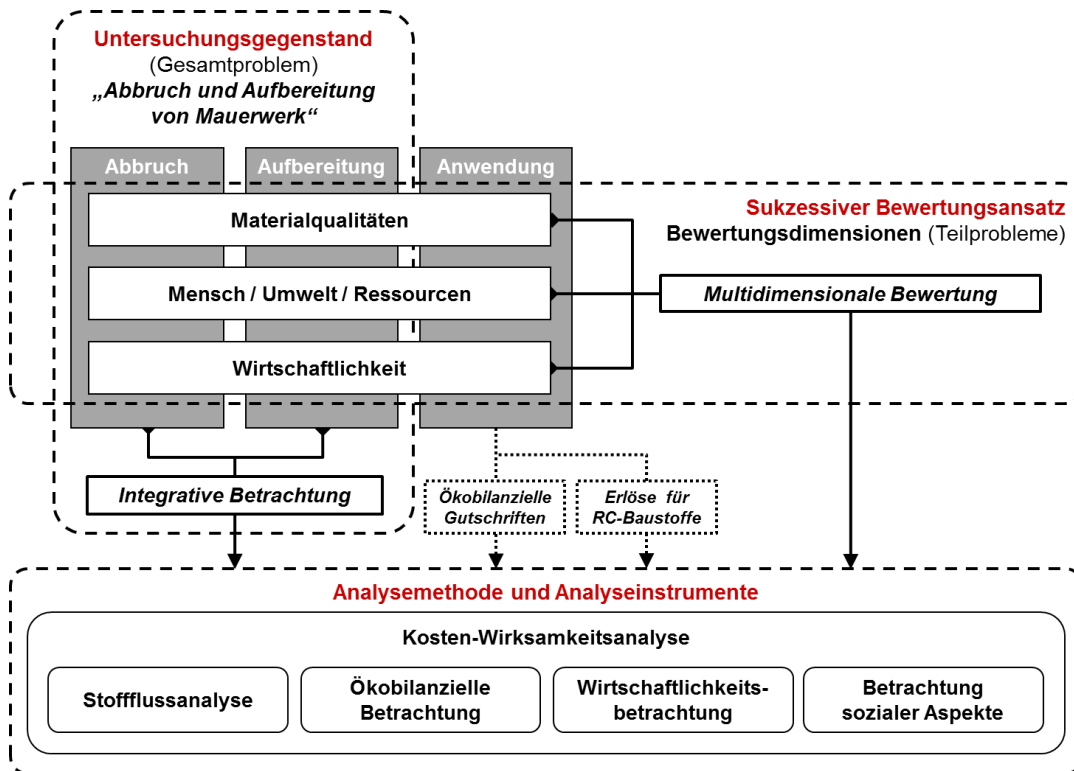 Untersuchungsgegenstand
(Gesamtproblem)
„Abbruch und Aufbereitung
von Mauerwerk“
Abbruch
Aufbereitung
Anwendung
Materialqualitäten
Mensch / Umwelt / Ressourcen
Wirtschaftlichkeit
Sukzessiver Bewertungsansatz
Bewertungsdimensionen (Teilprobleme)
Multidimensionale Bewertung
Integrative Betrachtung
Ökobilanzielle
Gutschriften
Erlöse für
RC-Baustoffe
Analysemethode und Analyseinstrumente
Kosten-Wirksamkeitsanalyse
Stoffflussanalyse
Ökobilanzielle
Betrachtung
Wirtschaftlichkeits-
betrachtung
Betrachtung
sozialer Aspekte